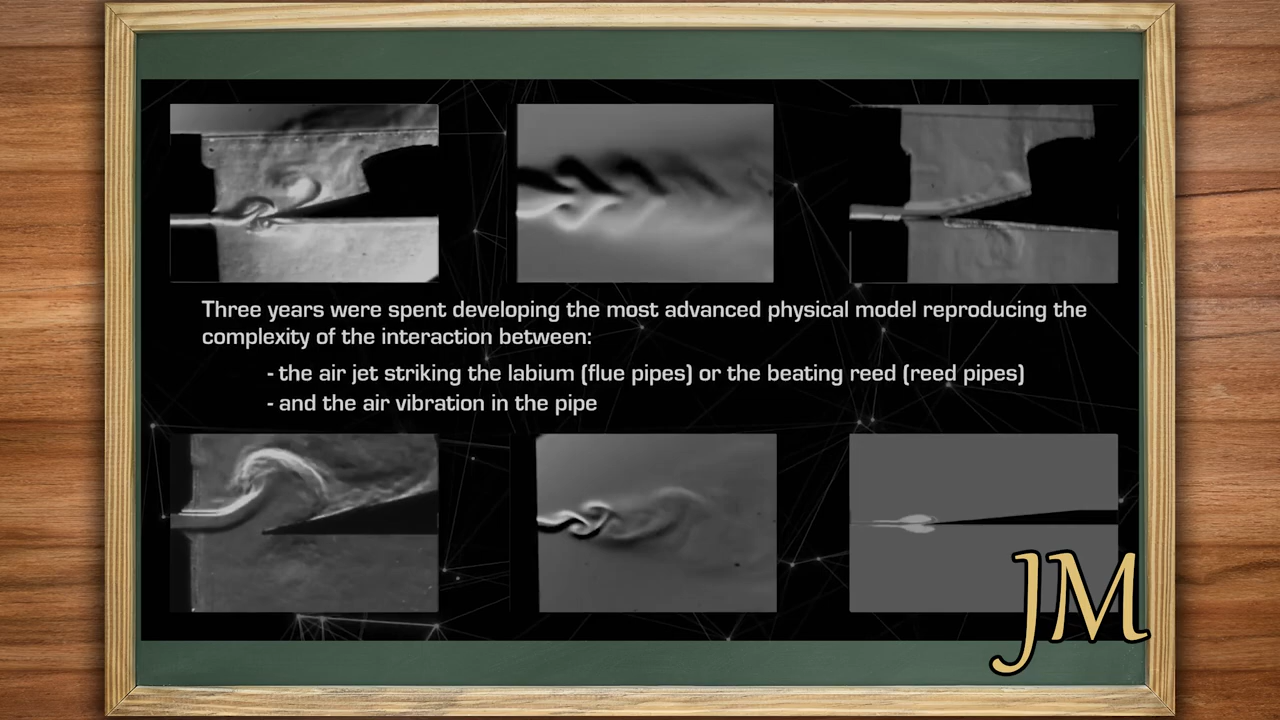 Three years were spent developing the most advanced physical model reproducing the
complexity of the interaction between:
- the air jet striking the labium (flue pipes) or the beating reed (reed pipes)
- and the air vibration in the pipe
JM